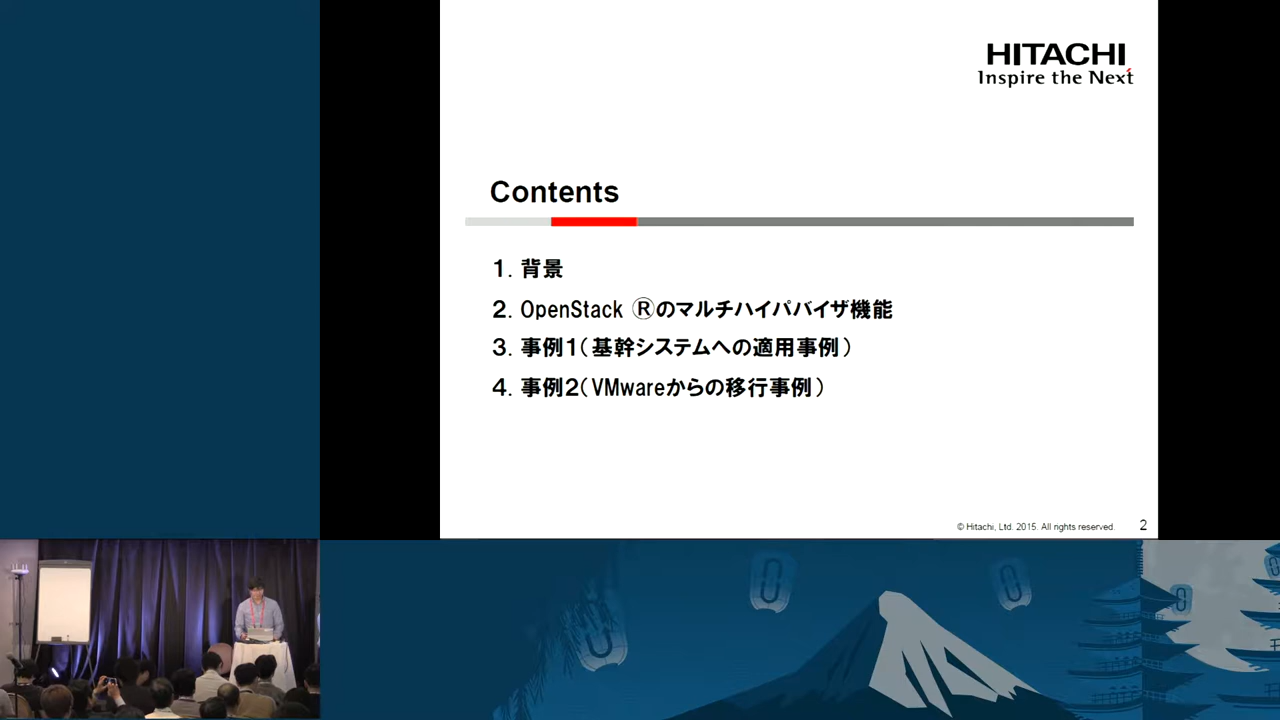 HITACHI
Inspire the Next
Contents
1. 背景
2. OpenStack Ⓡのマルチハイパバイザ機能
3. 事例1(基幹システムへの適用事例)
4. 事例2(VMwareからの移行事例)
© Hitachi, Ltd. 2015. All rights reserved.
2